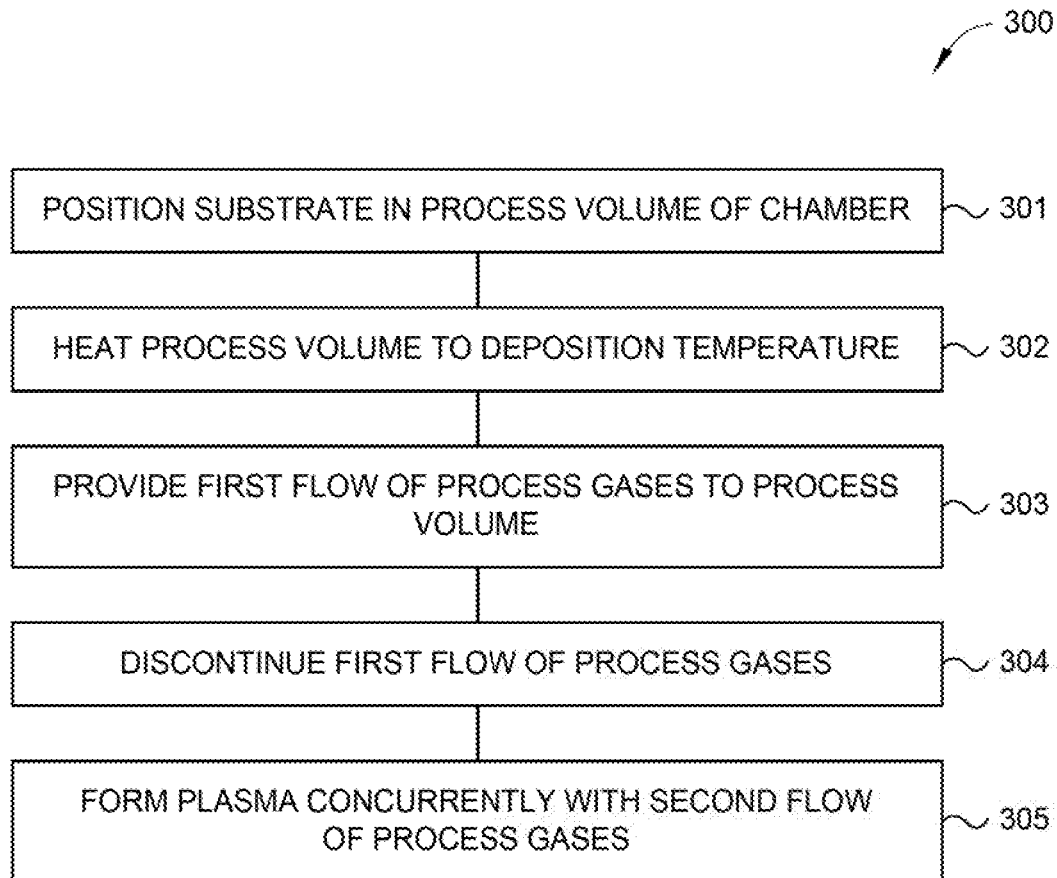 300
POSITION SUBSTRATE IN PROCESS VOLUME OF CHAMBER
301
HEAT PROCESS VOLUME TO DEPOSITION TEMPERATURE
302
PROVIDE FIRST FLOW OF PROCESS GASES TO PROCESS
VOLUME
303
DISCONTINUE FIRST FLOW OF PROCESS GASES
304
FORM PLASMA CONCURRENTLY WITH SECOND FLOW
OF PROCESS GASES
305